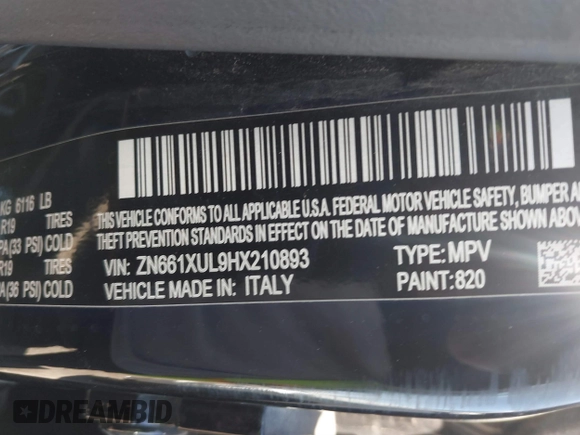 KG 6116 LB
R19 TIRES
PA (33 PSI) COLD
R19 TIRES
PA (36 PSI) COLD
THIS VEHICLE CONFORMS TO ALL APPLICABLE U.S.A. FEDERAL MOTOR VEHICLE SAFETY, BUMPER A
THEFT PREVENTION STANDARDS IN EFFECT ON THE DATE OF MANUFACTURE SHOWN ABOVE.
VIN: ZN661XUL9HX210893 TYPE: MPV
VEHICLE MADE IN: ITALY PAINT: 820
DREAMBID